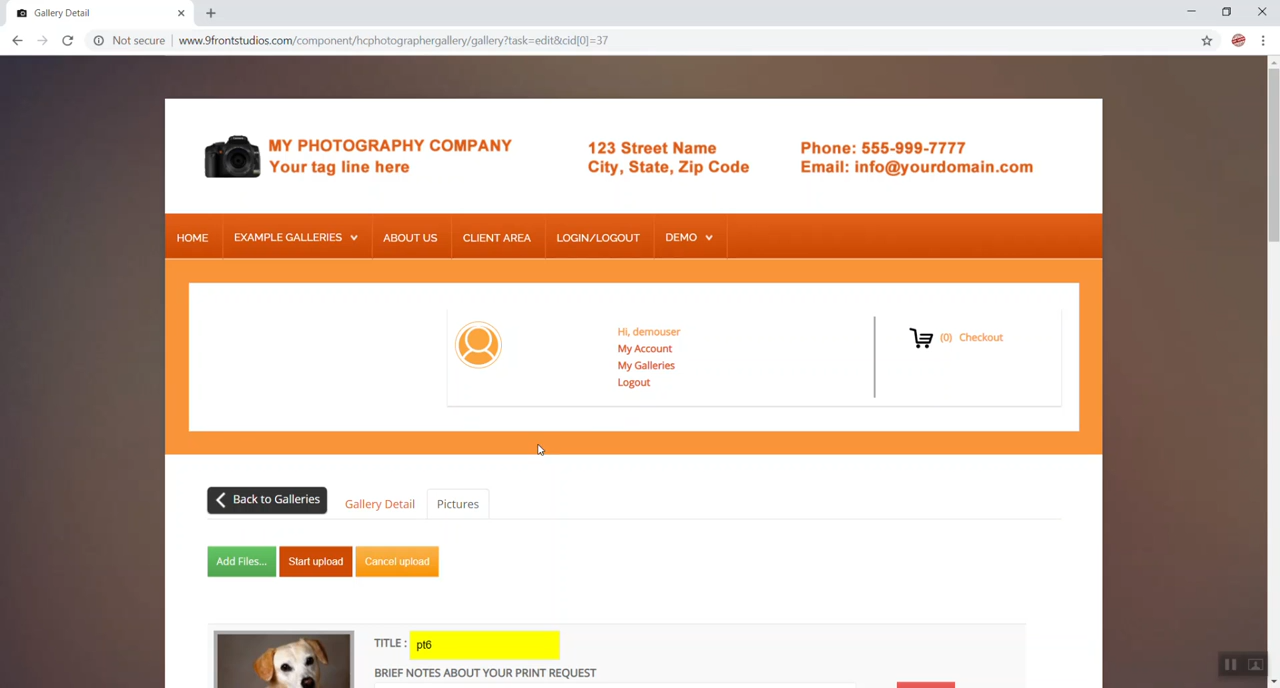 Gallery Detail
Not secure | www.9frontstudios.com/component/hcphotographergallery/gallery?task=edit&cid[0]=37
MY PHOTOGRAPHY COMPANY
Your tag line here
123 Street Name
City, State, Zip Code
Phone: 555-999-7777
Email: info@yourdomain.com
HOME EXAMPLE GALLERIES ABOUT US CLIENT AREA LOGIN/LOGOUT DEMO
Hi, demouser
My Account
My Galleries
Logout
(0) Checkout
Back to Galleries Gallery Detail Pictures
Add Files... Start upload Cancel upload
TITLE : pt6
BRIEF NOTES ABOUT YOUR PRINT REQUEST